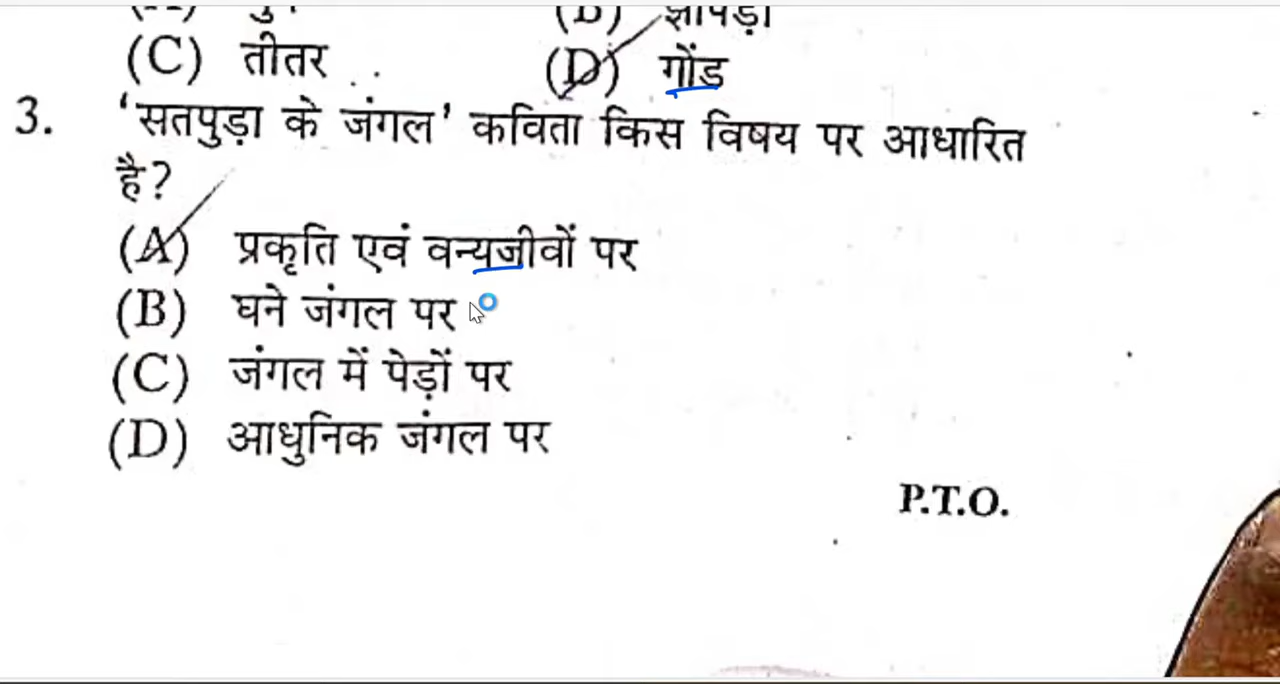 (C) तीतर
(D) गोंड
3. 'सतपुड़ा के जंगल' कविता किस विषय पर आधारित
है?
(A) प्रकृति एवं वन्यजीवों पर
(B) घने जंगल पर
(C) जंगल में पेड़ों पर
(D) आधुनिक जंगल पर
P.T.O.